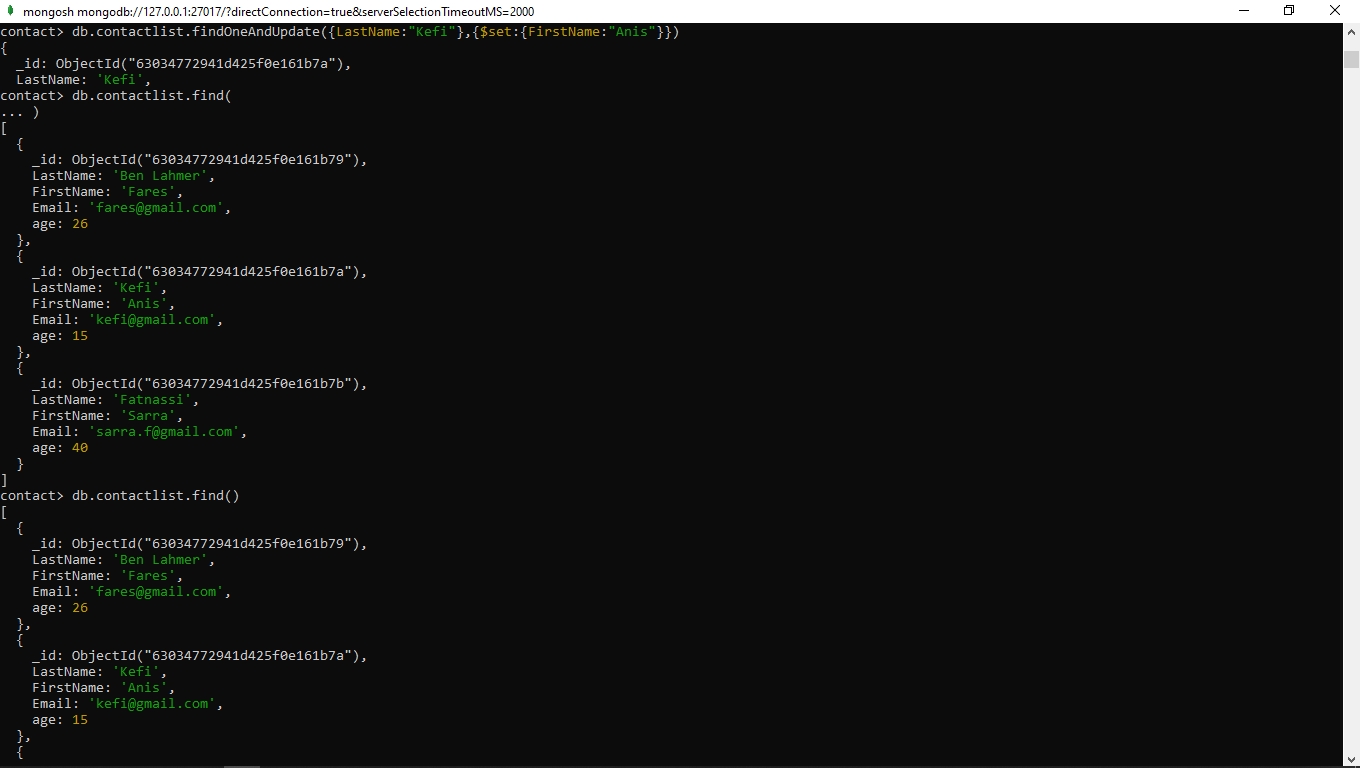 mongosh mongodb://127.0.0.1:27017/?directConnection=true&serverSelectionTimeoutMS=2000
contact> db.contactlist.findOneAndUpdate({LastName:"Kefi"},{$set:{FirstName:"Anis"}})
{
  _id: ObjectId("63034772941d425f0e161b7a"),
  LastName: 'Kefi',
contact> db.contactlist.find(
... )
[
  {
    _id: ObjectId("63034772941d425f0e161b79"),
    LastName: 'Ben Lahmer',
    FirstName: 'Fares',
    Email: 'fares@gmail.com',
    age: 26
  },
  {
    _id: ObjectId("63034772941d425f0e161b7a"),
    LastName: 'Kefi',
    FirstName: 'Anis',
    Email: 'kefi@gmail.com',
    age: 15
  },
  {
    _id: ObjectId("63034772941d425f0e161b7b"),
    LastName: 'Fatnassi',
    FirstName: 'Sarra',
    Email: 'sarra.f@gmail.com',
    age: 40
  }
]
contact> db.contactlist.find()
[
  {
    _id: ObjectId("63034772941d425f0e161b79"),
    LastName: 'Ben Lahmer',
    FirstName: 'Fares',
    Email: 'fares@gmail.com',
    age: 26
  },
  {
    _id: ObjectId("63034772941d425f0e161b7a"),
    LastName: 'Kefi',
    FirstName: 'Anis',
    Email: 'kefi@gmail.com',
    age: 15
  },
  {